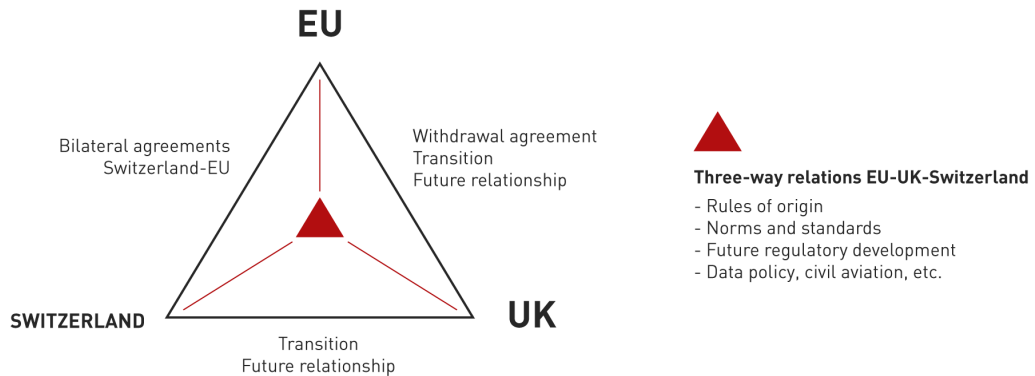 EU
Bilateral agreements
Switzerland-EU
Withdrawal agreement
Transition
Future relationship
SWITZERLAND
UK
Transition
Future relationship
Three-way relations EU-UK-Switzerland
- Rules of origin
- Norms and standards
- Future regulatory development
- Data policy, civil aviation, etc.